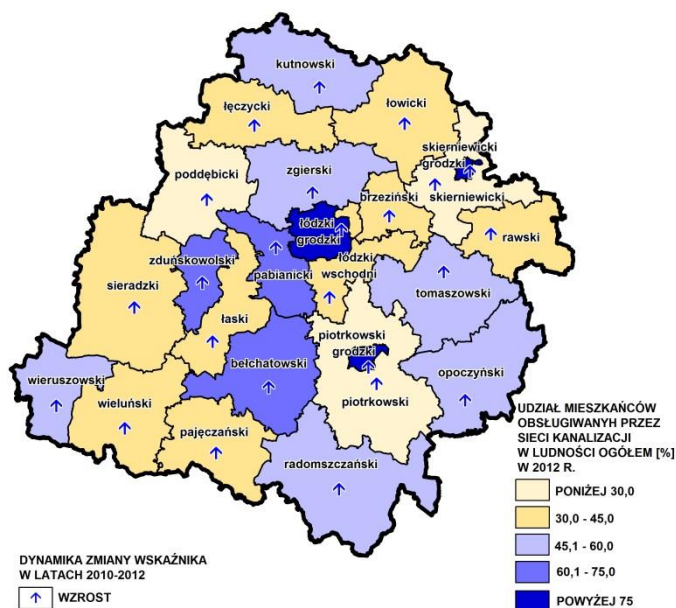 kutnowski
łęczycki
łowicki
skierniewicki
grodzki
skierniewicki
poddębicki
zgierski
brzeziński
rawski
łódzki
grodzki
łódzki
wschodni
zduńskowolski
pabianicki
sieradzki
łaski
tomaszowski
piotrkowski
grodzki
piotrkowski
bełchatowski
opoczyński
wieruszowski
wieluński
pajęczański
radomszczański
UDZIAŁ MIESZKAŃCÓW
OBSŁUGIWANYH PRZEZ
SIECI KANALIZACJI
W LUDNOŚCI OGÓŁEM [%]
W 2012 R.
PONIŻEJ 30,0
30,0 - 45,0
45,1 - 60,0
60,1 - 75,0
POWYŻEJ 75
DYNAMIKA ZMIANY WSKAŹNIKA
W LATACH 2010-2012
WZROST